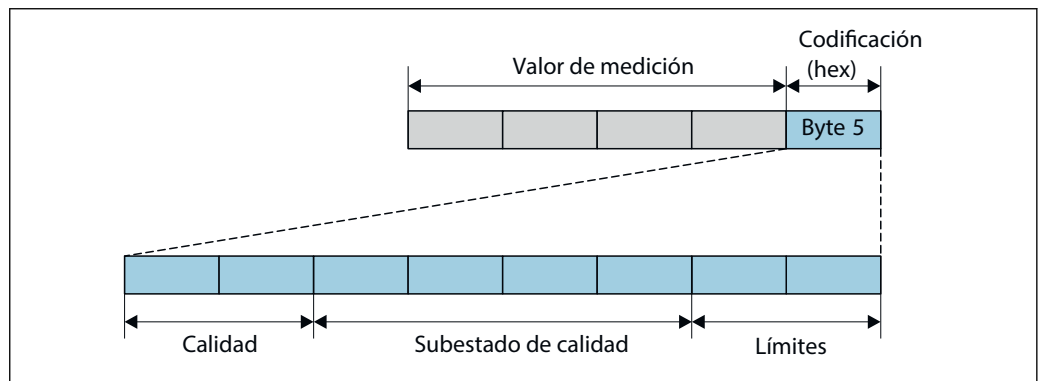 Codificación
Valor de medición
(hex)
Byte 5
Calidad
Subestado de calidad
Límites